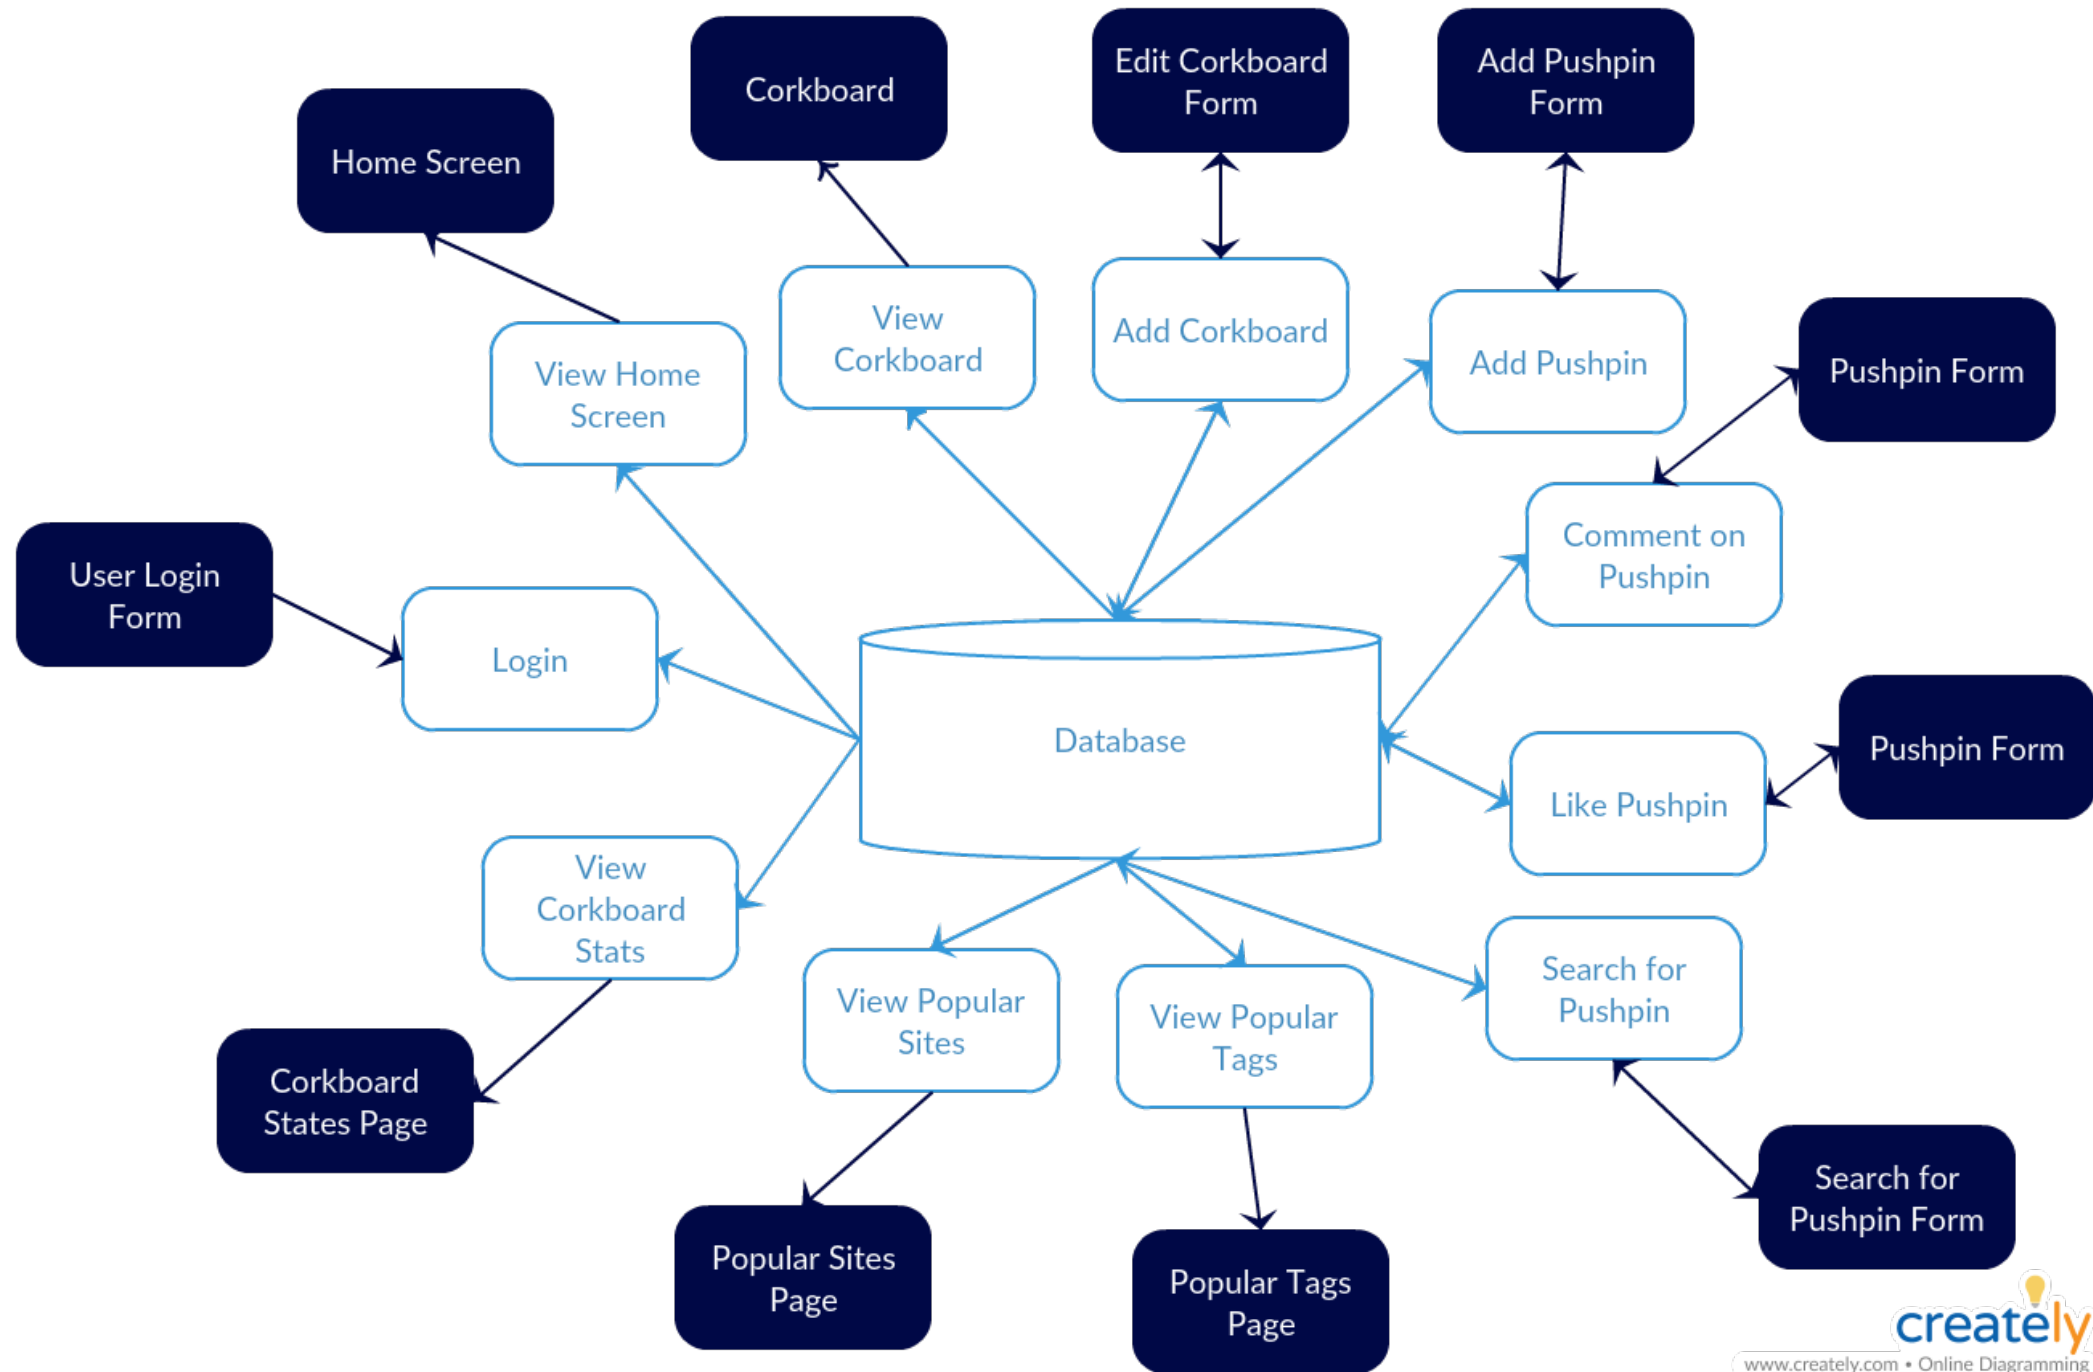 Corkboard
Edit Corkboard
Form
Add Pushpin
Form
Home Screen
View
Corkboard
Add Corkboard
Add Pushpin
Pushpin Form
View Home
Screen
Comment on
Pushpin
User Login
Form
Login
Database
Pushpin Form
Like Pushpin
View
Corkboard
Stats
View Popular
Sites
View Popular
Tags
Search for
Pushpin
Corkboard
States Page
Search for
Pushpin Form
Popular Sites
Page
Popular Tags
Page
creately
www.creately.com • Online Diagramming